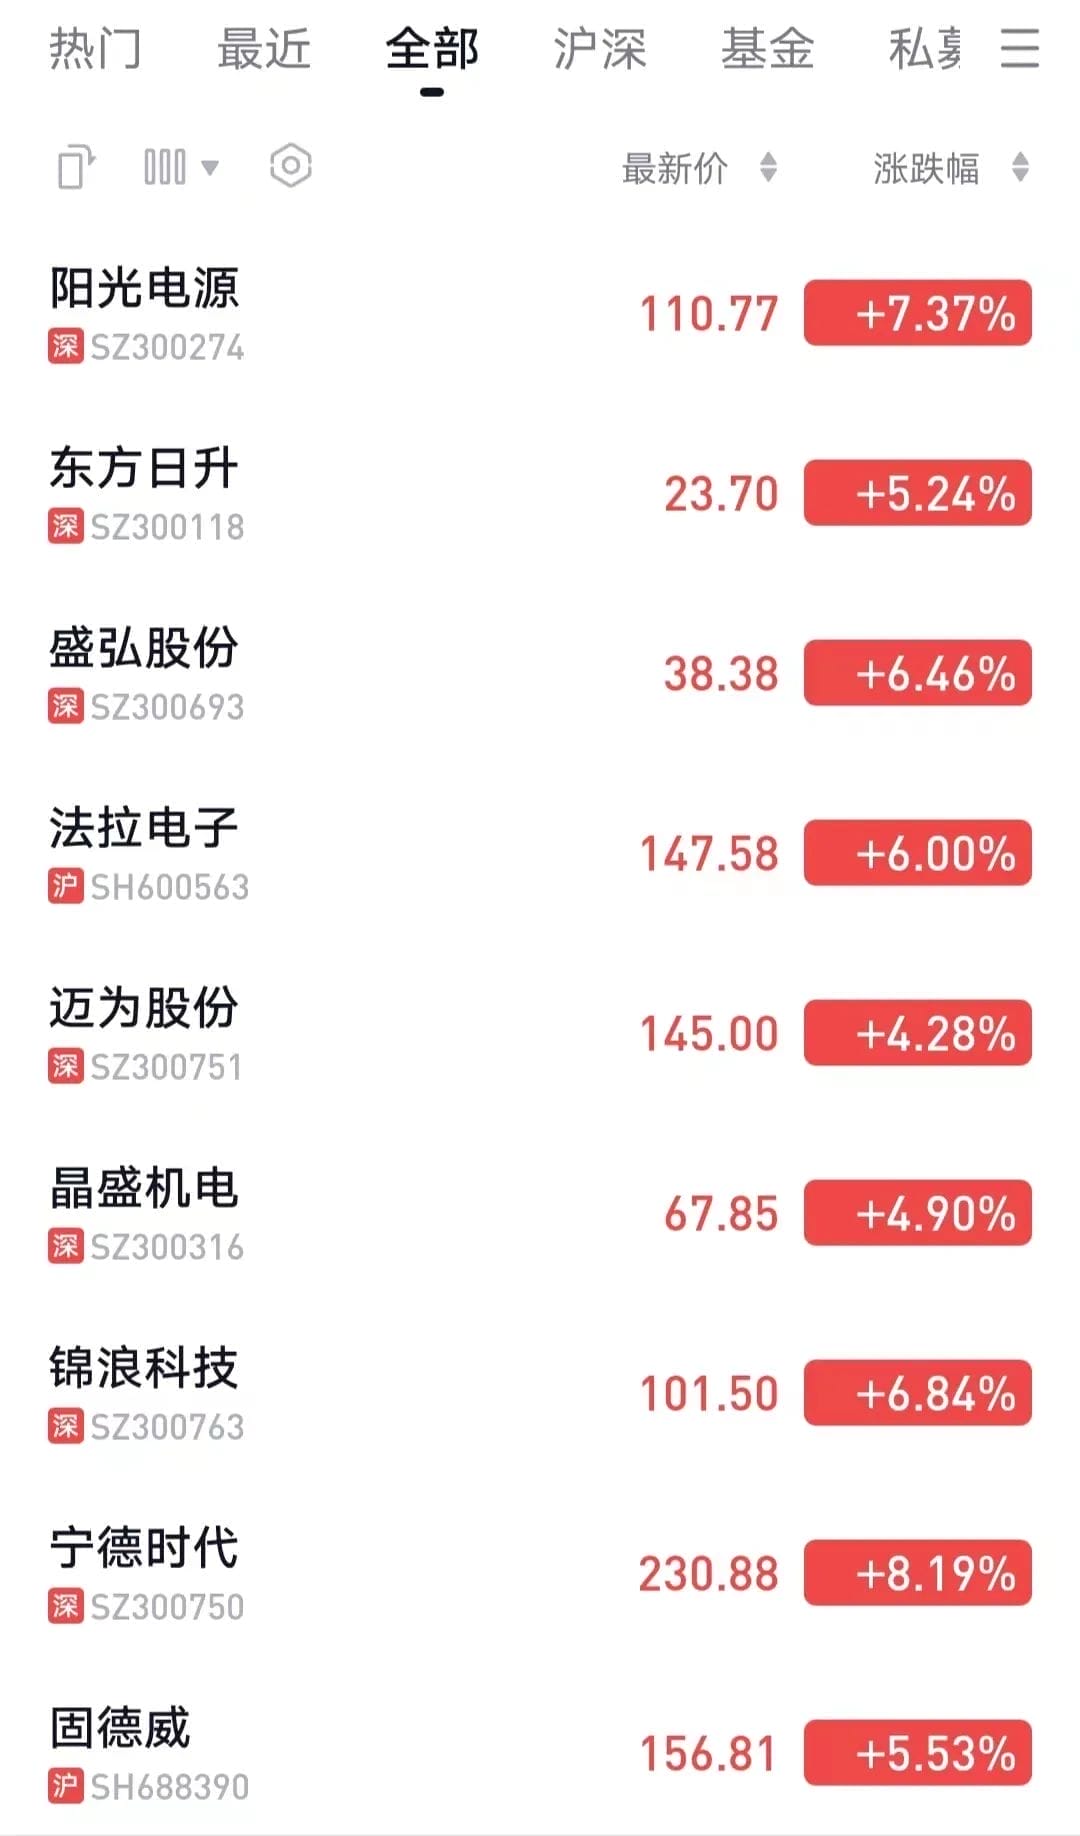 热门 最近 全部 沪深 基金 私募
最新价 涨跌幅
阳光电源
深 SZ300274 110.77 +7.37%
东方日升
深 SZ300118 23.70 +5.24%
盛弘股份
深 SZ300693 38.38 +6.46%
法拉电子
沪 SH600563 147.58 +6.00%
迈为股份
深 SZ300751 145.00 +4.28%
晶盛机电
深 SZ300316 67.85 +4.90%
锦浪科技
深 SZ300763 101.50 +6.84%
宁德时代
深 SZ300750 230.88 +8.19%
固德威
沪 SH688390 156.81 +5.53%